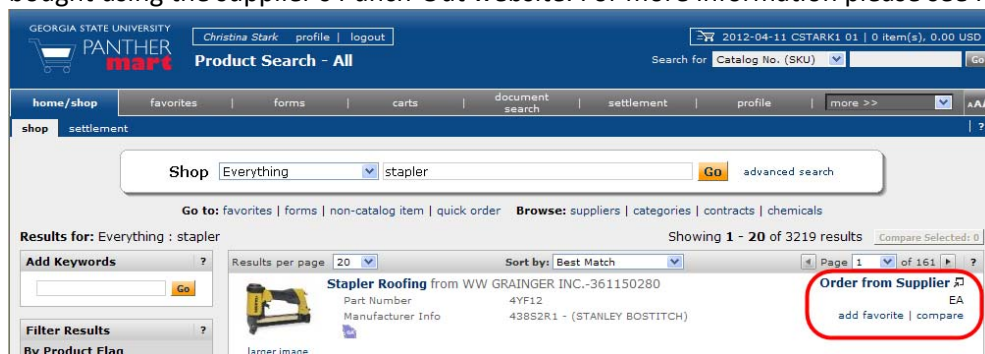 GEORGIA STATE UNIVERSITY
PANTHER
mart
Christina Stark profile | logout
2012-04-11 CSTARK1 01 | 0 item(s), 0.00 USD
Product Search - All
Search for Catalog No. (SKU) Go
home/shop favorites | forms | carts | document search | settlement | profile | more >>
shop settlement | ?
Shop Everything stapler Go advanced search
Go to: favorites | forms | non-catalog item | quick order Browse: suppliers | categories | contracts | chemicals
Results for: Everything : stapler Showing 1 - 20 of 3219 results Compare Selected: 0
Add Keywords ? Results per page 20 Sort by: Best Match Page 1 of 161 ?
Go
Stapler Roofing from WW GRAINGER INC.-361150280 Order from Supplier
Part Number 4YF12 EA
Manufacturer Info 438S2R1 - (STANLEY BOSTITCH) add favorite | compare
Filter Results ?
By Product Flag
larger image